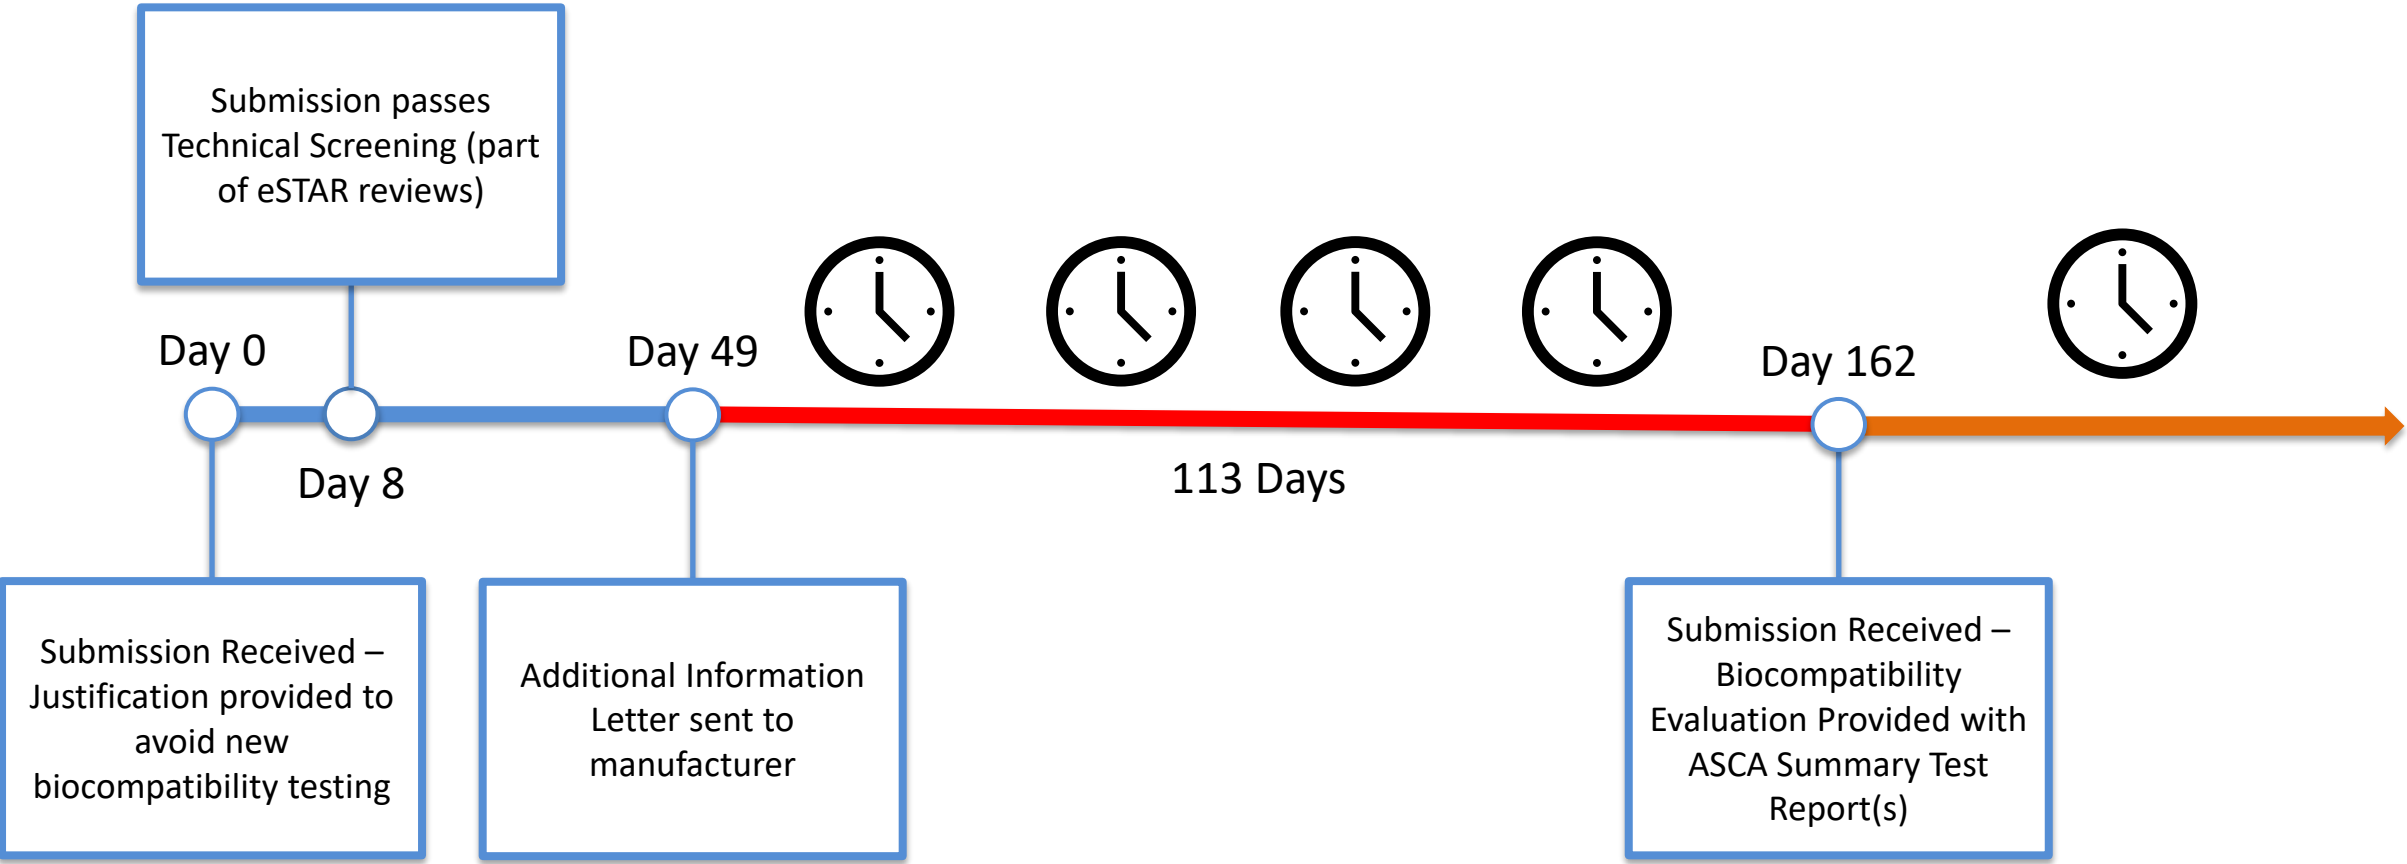 Submission passes
Technical Screening (part
of eSTAR reviews)
Day 0
Day 49
Day 162
Day 8
113 Days
Submission Received –
Justification provided to
avoid new
biocompatibility testing
Additional Information
Letter sent to
manufacturer
Submission Received –
Biocompatibility
Evaluation Provided with
ASCA Summary Test
Report(s)